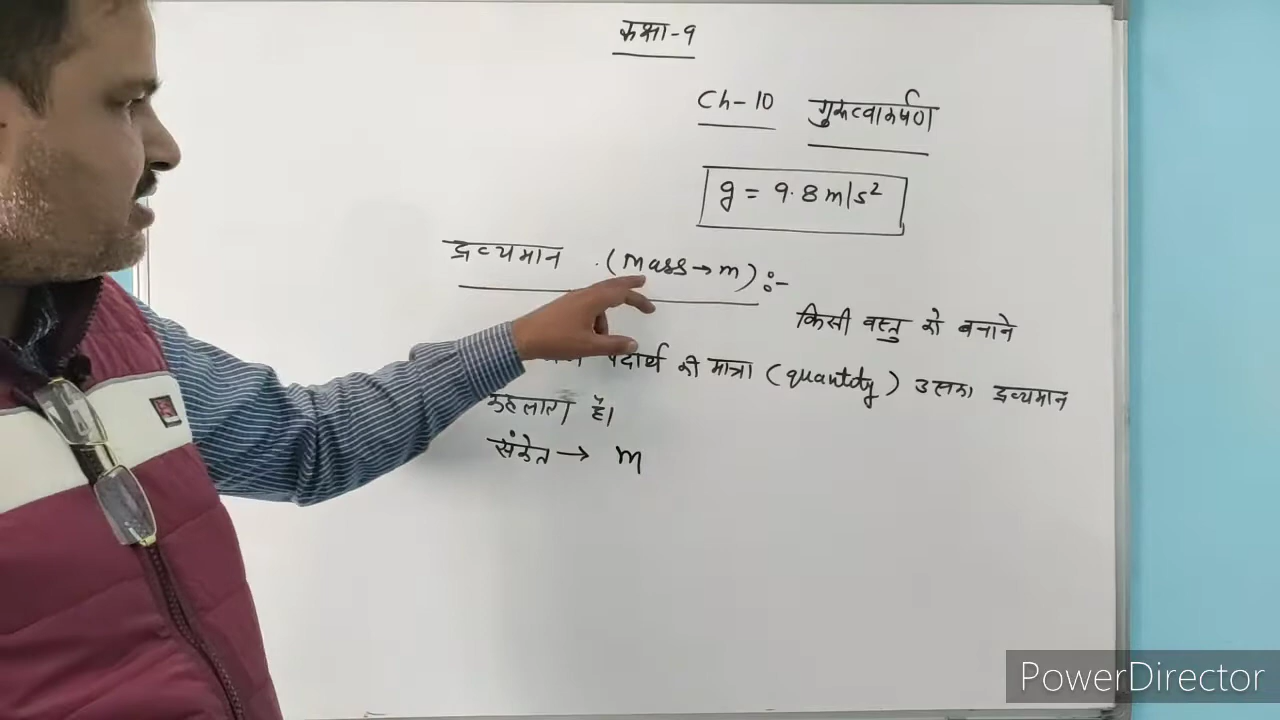 कक्षा-9
Ch-10 गुरुत्वाकर्षण
g = 9.8 m/s²
द्रव्यमान (mass→m):-
किसी वस्तु को बनाने
पदार्थ की मात्रा (quantity) उसका द्रव्यमान
कहलाता है।
संकेत → m
PowerDirector